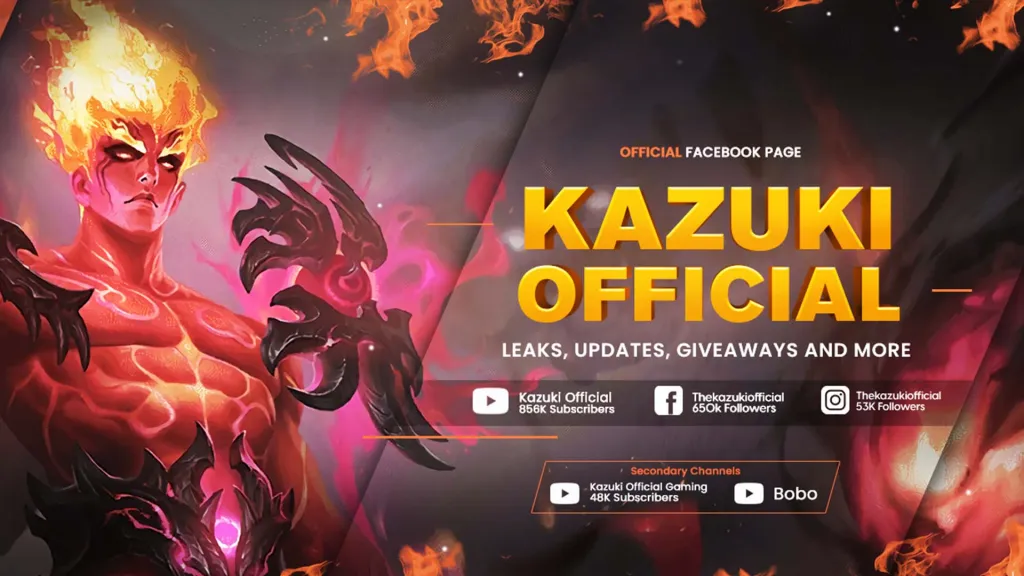 OFFICIAL FACEBOOK PAGE
KAZUKI
OFFICIAL
LEAKS, UPDATES, GIVEAWAYS AND MORE
Kazuki Official
856K Subscribers
Thekazukiofficial
650k Followers
Thekazukiofficial
53K Followers
Secondary Channels
Kazuki Official Gaming
48K Subscribers
Bobo